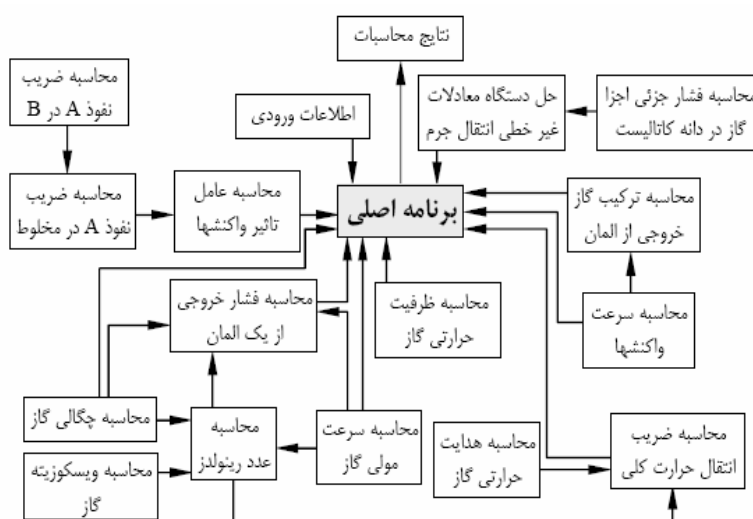 نتایج محاسبات
محاسبه ضریب
نفوذ A در B
اطلاعات ورودی
حل دستگاه معادلات
غیر خطی انتقال جرم
محاسبه فشار جزئی اجزا
گاز در دانه کاتالیست
محاسبه ضریب
نفوذ A در مخلوط
محاسبه عامل
تاثیر واکنشها
برنامه اصلی
محاسبه ترکیب گاز
خروجی از المان
محاسبه فشار خروجی
از یک المان
محاسبه ظرفیت
حرارتی گاز
محاسبه سرعت
واکنشها
محاسبه چگالی گاز
محاسبه
عدد رینولدز
محاسبه سرعت
مولی گاز
محاسبه هدایت
حرارتی گاز
محاسبه ضریب
انتقال حرارت کلی
محاسبه ویسکوزیته
گاز